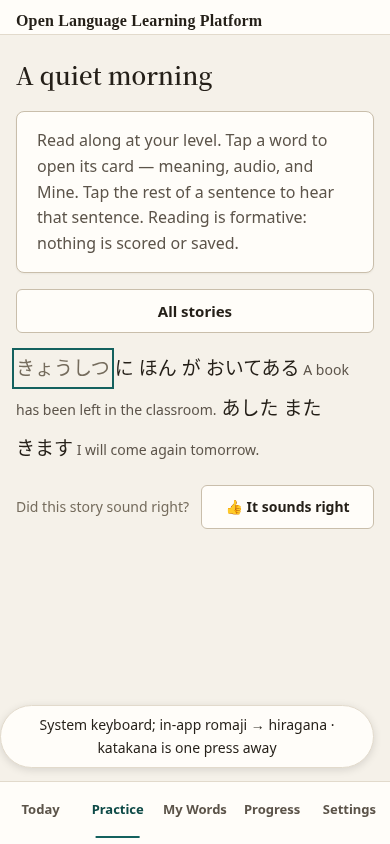 Open Language Learning Platform
A quiet morning
Read along at your level. Tap a word to
open its card — meaning, audio, and
Mine. Tap the rest of a sentence to hear
that sentence. Reading is formative:
nothing is scored or saved.
All stories
きょうしつ に ほん が おいてある A book
has been left in the classroom. あした また
きます I will come again tomorrow.
Did this story sound right? 👍 It sounds right
System keyboard; in-app romaji → hiragana ·
katakana is one press away
Today Practice My Words Progress Settings